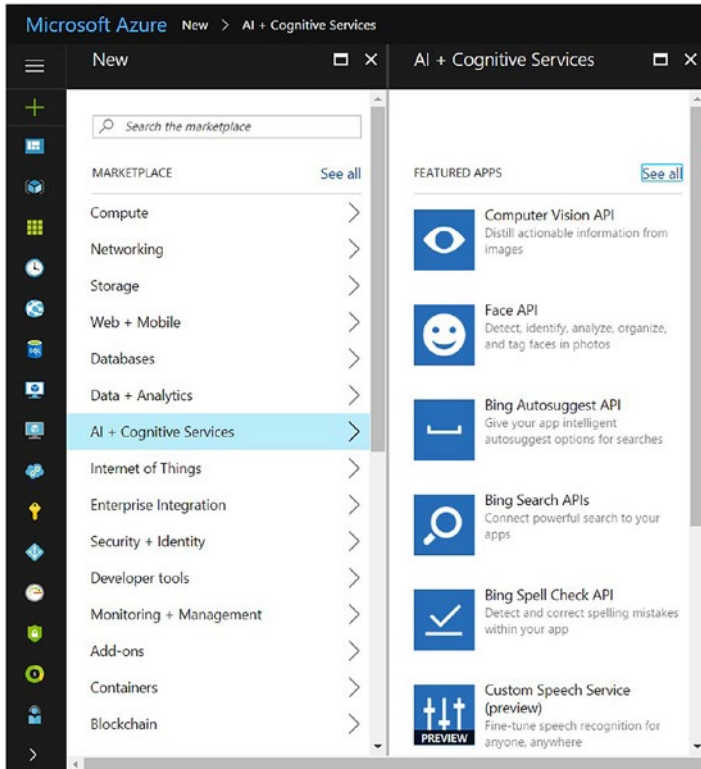 Microsoft Azure New > AI + Cognitive Services
New
Search the marketplace
MARKETPLACE See all
Compute
Networking
Storage
Web + Mobile
Databases
Data + Analytics
AI + Cognitive Services
Internet of Things
Enterprise Integration
Security + Identity
Developer tools
Monitoring + Management
Add-ons
Containers
Blockchain
AI + Cognitive Services
FEATURED APPS See all
Computer Vision API
Distill actionable information from
images
Face API
Detect, identify, analyze, organize,
and tag faces in photos
Bing Autosuggest API
Give your app intelligent
autosuggest options for searches
Bing Search APIs
Connect powerful search to your
apps
Bing Spell Check API
Detect and correct spelling mistakes
within your app
Custom Speech Service
(preview)
Fine-tune speech recognition for
anyone, anywhere
PREVIEW
SQL